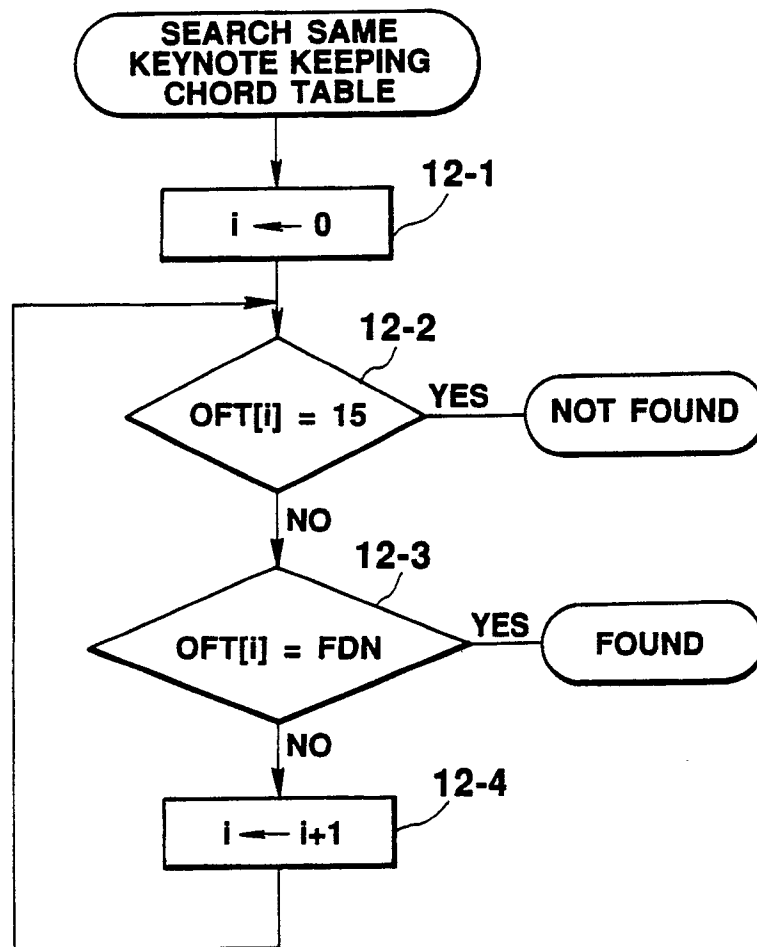 SEARCH SAME
KEYNOTE KEEPING
CHORD TABLE
12-1
i ← 0
12-2
OFT[i] = 15
YES
NOT FOUND
NO
12-3
OFT[i] = FDN
YES
FOUND
NO
12-4
i ← i+1